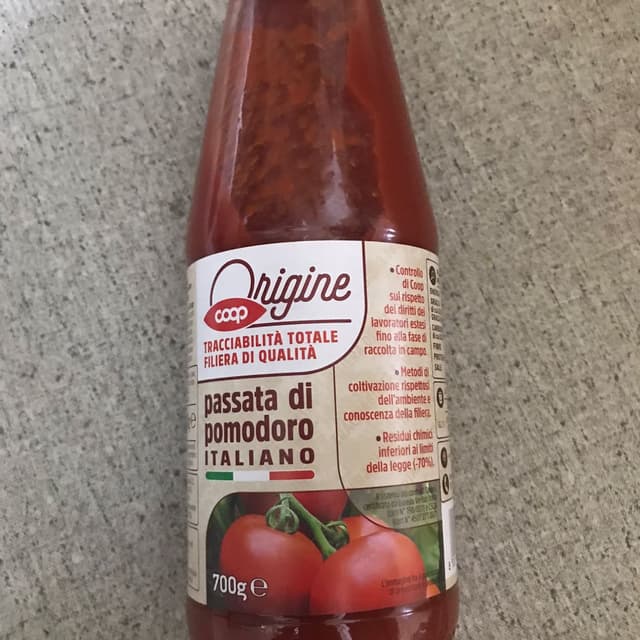 Origine
coop
TRACCIABILITÀ TOTALE
FILIERA DI QUALITÀ
passata di
pomodoro
ITALIANO
700g e
• Controllo
di Coop
sul rispetto
dei diritti dei
lavoratori estesi
fino alla fase di
raccolta in campo.
• Metodi di
coltivazione rispettosi
dell'ambiente e
conoscenza della filiera.
• Residui chimici
inferiori ai limiti
della legge (-70%).
L'immagine ha